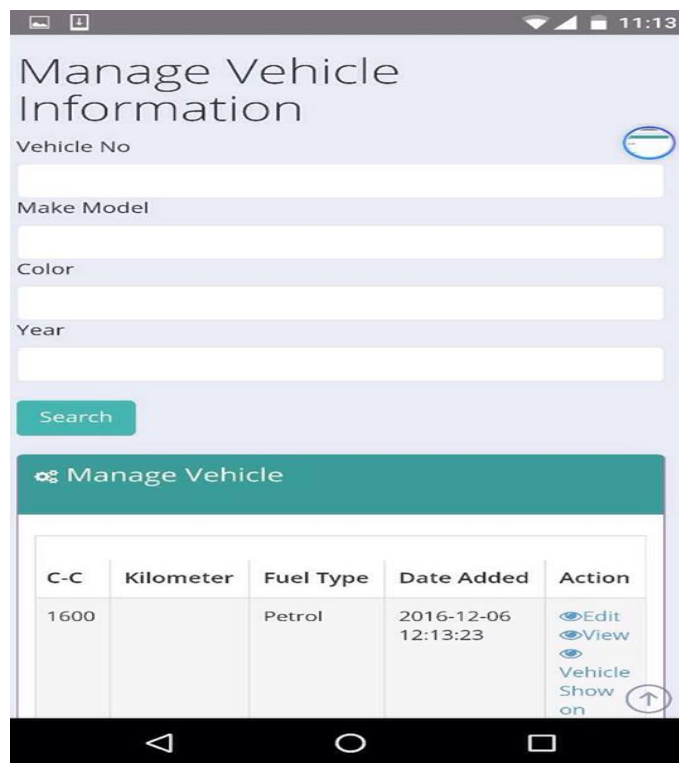 11:13
Manage Vehicle
Information
Vehicle No
Make Model
Color
Year
Search
Manage Vehicle
C-C Kilometer Fuel Type Date Added Action
1600 Petrol 2016-12-06 Edit
12:13:23 View
Vehicle
Show
on